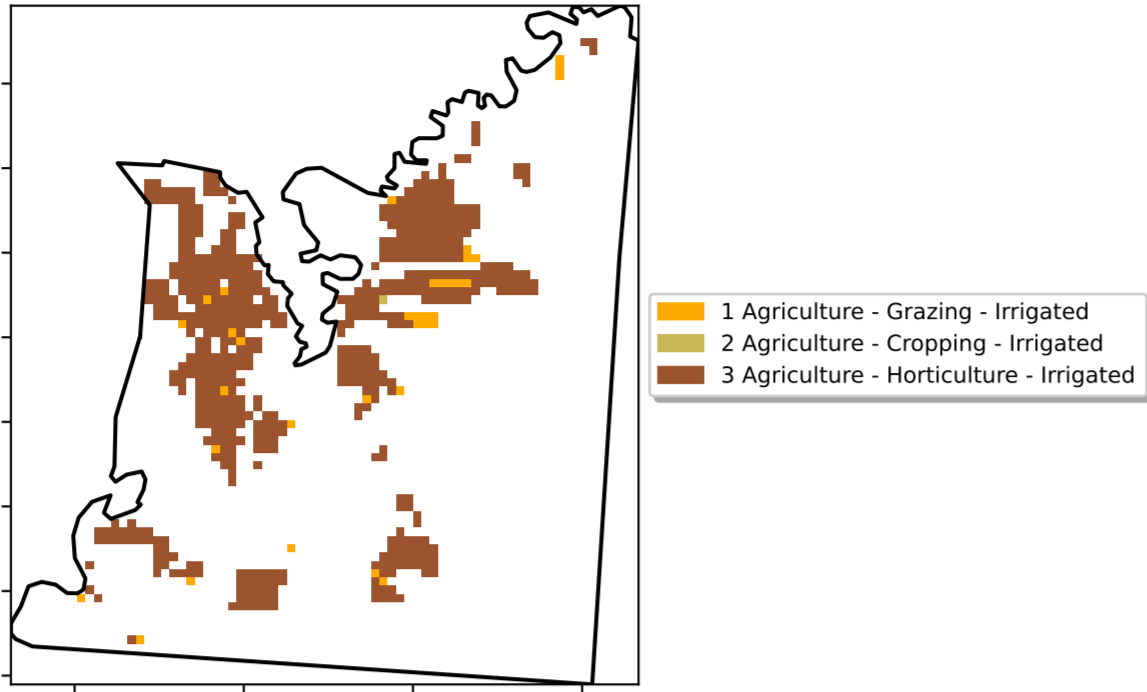 1 Agriculture - Grazing - Irrigated
2 Agriculture - Cropping - Irrigated
3 Agriculture - Horticulture - Irrigated